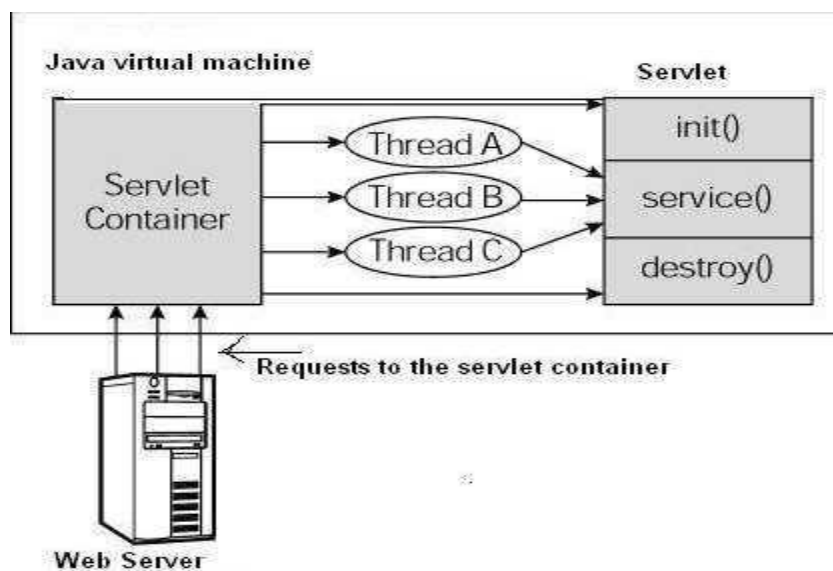 Java virtual machine
Servlet
Servlet
Container
Thread A
Thread B
Thread C
init()
service()
destroy()
Requests to the servlet container
Web Server